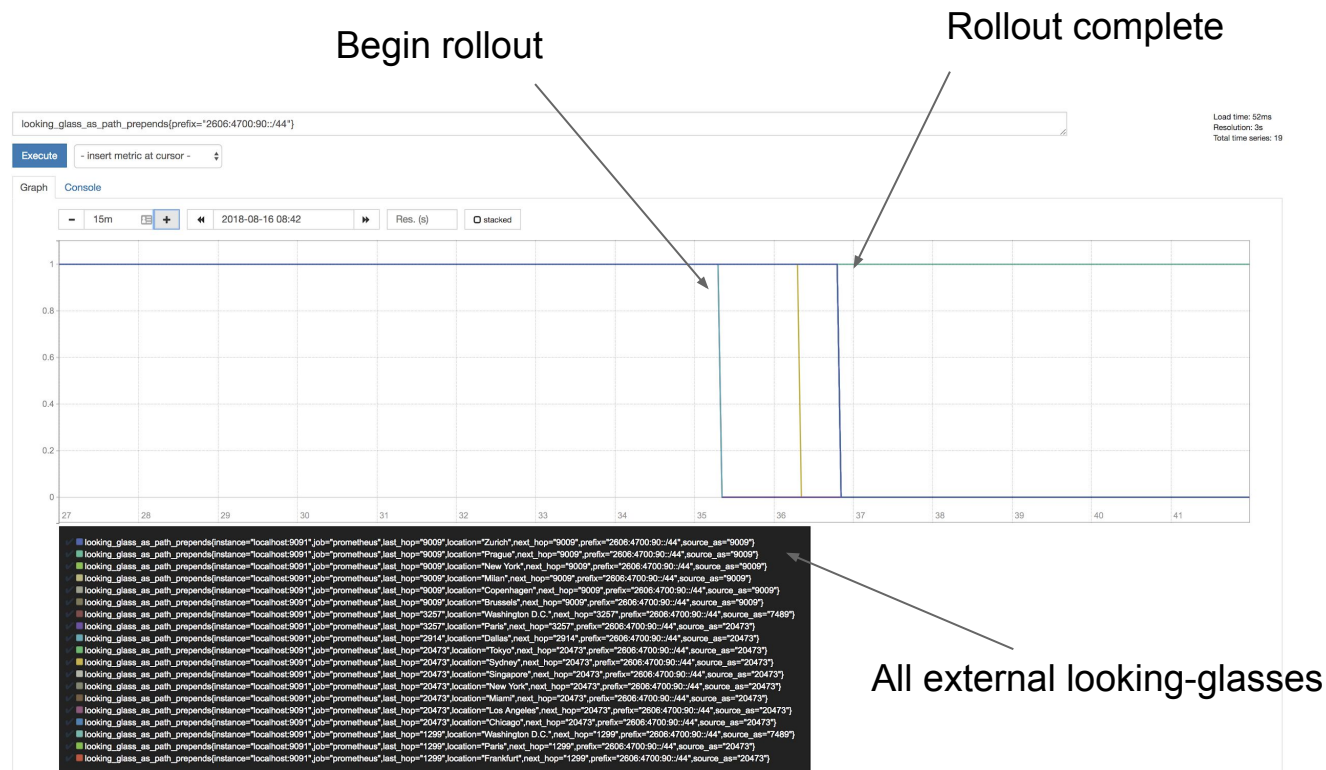 Begin rollout
Rollout complete
looking_glass_as_path_prepends{prefix="2606:4700:90::/44"}
Load time: 52ms
Resolution: 3s
Total time series: 19
Execute
- insert metric at cursor -
Graph
Console
15m
2018-08-16 08:42
Res. (s)
stacked
1
0.8
0.6
0.4
0.2
0
27 28 29 30 31 32 33 34 35 36 37 38 39 40 41
looking_glass_as_path_prepends{instance="localhost:9091",job="prometheus",last_hop="9009",location="Zurich",next_hop="9009",prefix="2606:4700:90::/44",source_as="9009"}
looking_glass_as_path_prepends{instance="localhost:9091",job="prometheus",last_hop="9009",location="Prague",next_hop="9009",prefix="2606:4700:90::/44",source_as="9009"}
looking_glass_as_path_prepends{instance="localhost:9091",job="prometheus",last_hop="9009",location="New York",next_hop="9009",prefix="2606:4700:90::/44",source_as="9009"}
looking_glass_as_path_prepends{instance="localhost:9091",job="prometheus",last_hop="9009",location="Milan",next_hop="9009",prefix="2606:4700:90::/44",source_as="9009"}
looking_glass_as_path_prepends{instance="localhost:9091",job="prometheus",last_hop="9009",location="Copenhagen",next_hop="9009",prefix="2606:4700:90::/44",source_as="9009"}
looking_glass_as_path_prepends{instance="localhost:9091",job="prometheus",last_hop="9009",location="Brussels",next_hop="9009",prefix="2606:4700:90::/44",source_as="9009"}
looking_glass_as_path_prepends{instance="localhost:9091",job="prometheus",last_hop="3257",location="Washington D.C.",next_hop="3257",prefix="2606:4700:90::/44",source_as="7489"}
looking_glass_as_path_prepends{instance="localhost:9091",job="prometheus",last_hop="3257",location="Paris",next_hop="3257",prefix="2606:4700:90::/44",source_as="20473"}
looking_glass_as_path_prepends{instance="localhost:9091",job="prometheus",last_hop="2914",location="Dallas",next_hop="2914",prefix="2606:4700:90::/44",source_as="20473"}
looking_glass_as_path_prepends{instance="localhost:9091",job="prometheus",last_hop="20473",location="Tokyo",next_hop="20473",prefix="2606:4700:90::/44",source_as="20473"}
looking_glass_as_path_prepends{instance="localhost:9091",job="prometheus",last_hop="20473",location="Sydney",next_hop="20473",prefix="2606:4700:90::/44",source_as="20473"}
looking_glass_as_path_prepends{instance="localhost:9091",job="prometheus",last_hop="20473",location="Singapore",next_hop="20473",prefix="2606:4700:90::/44",source_as="20473"}
looking_glass_as_path_prepends{instance="localhost:9091",job="prometheus",last_hop="20473",location="New York",next_hop="20473",prefix="2606:4700:90::/44",source_as="20473"}
looking_glass_as_path_prepends{instance="localhost:9091",job="prometheus",last_hop="20473",location="Miami",next_hop="20473",prefix="2606:4700:90::/44",source_as="20473"}
looking_glass_as_path_prepends{instance="localhost:9091",job="prometheus",last_hop="20473",location="Los Angeles",next_hop="20473",prefix="2606:4700:90::/44",source_as="20473"}
looking_glass_as_path_prepends{instance="localhost:9091",job="prometheus",last_hop="20473",location="Chicago",next_hop="20473",prefix="2606:4700:90::/44",source_as="20473"}
looking_glass_as_path_prepends{instance="localhost:9091",job="prometheus",last_hop="1299",location="Washington D.C.",next_hop="1299",prefix="2606:4700:90::/44",source_as="7489"}
looking_glass_as_path_prepends{instance="localhost:9091",job="prometheus",last_hop="1299",location="Paris",next_hop="1299",prefix="2606:4700:90::/44",source_as="20473"}
looking_glass_as_path_prepends{instance="localhost:9091",job="prometheus",last_hop="1299",location="Frankfurt",next_hop="1299",prefix="2606:4700:90::/44",source_as="20473"}
All external looking-glasses